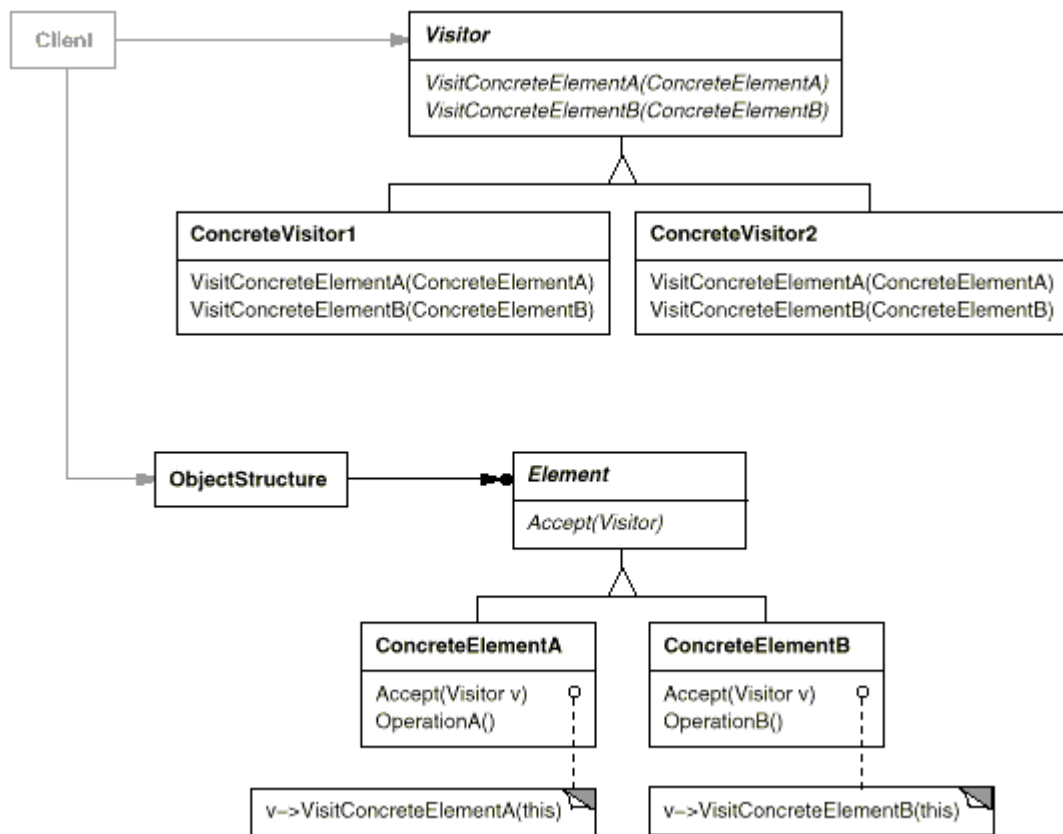 Client
Visitor
VisitConcreteElementA(ConcreteElementA)
VisitConcreteElementB(ConcreteElementB)
ConcreteVisitor1
VisitConcreteElementA(ConcreteElementA)
VisitConcreteElementB(ConcreteElementB)
ConcreteVisitor2
VisitConcreteElementA(ConcreteElementA)
VisitConcreteElementB(ConcreteElementB)
ObjectStructure
Element
Accept(Visitor)
ConcreteElementA
Accept(Visitor v)
OperationA()
ConcreteElementB
Accept(Visitor v)
OperationB()
v–>VisitConcreteElementA(this)
v–>VisitConcreteElementB(this)